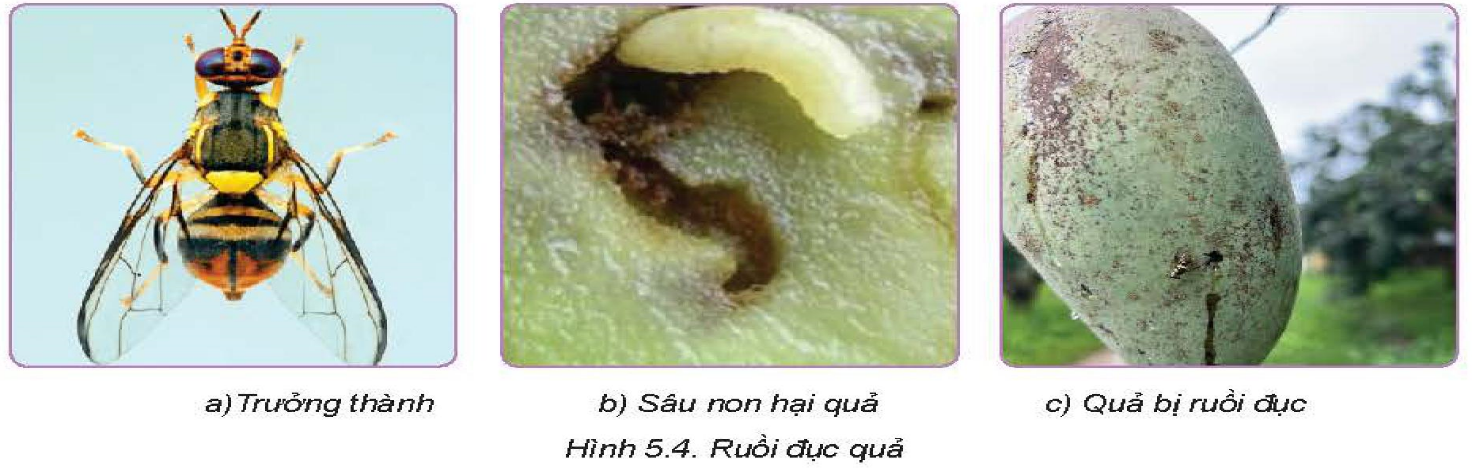 a)Trưởng thành
b) Sâu non hại quả
c) Quả bị ruồi đục
Hình 5.4. Ruồi đục quả